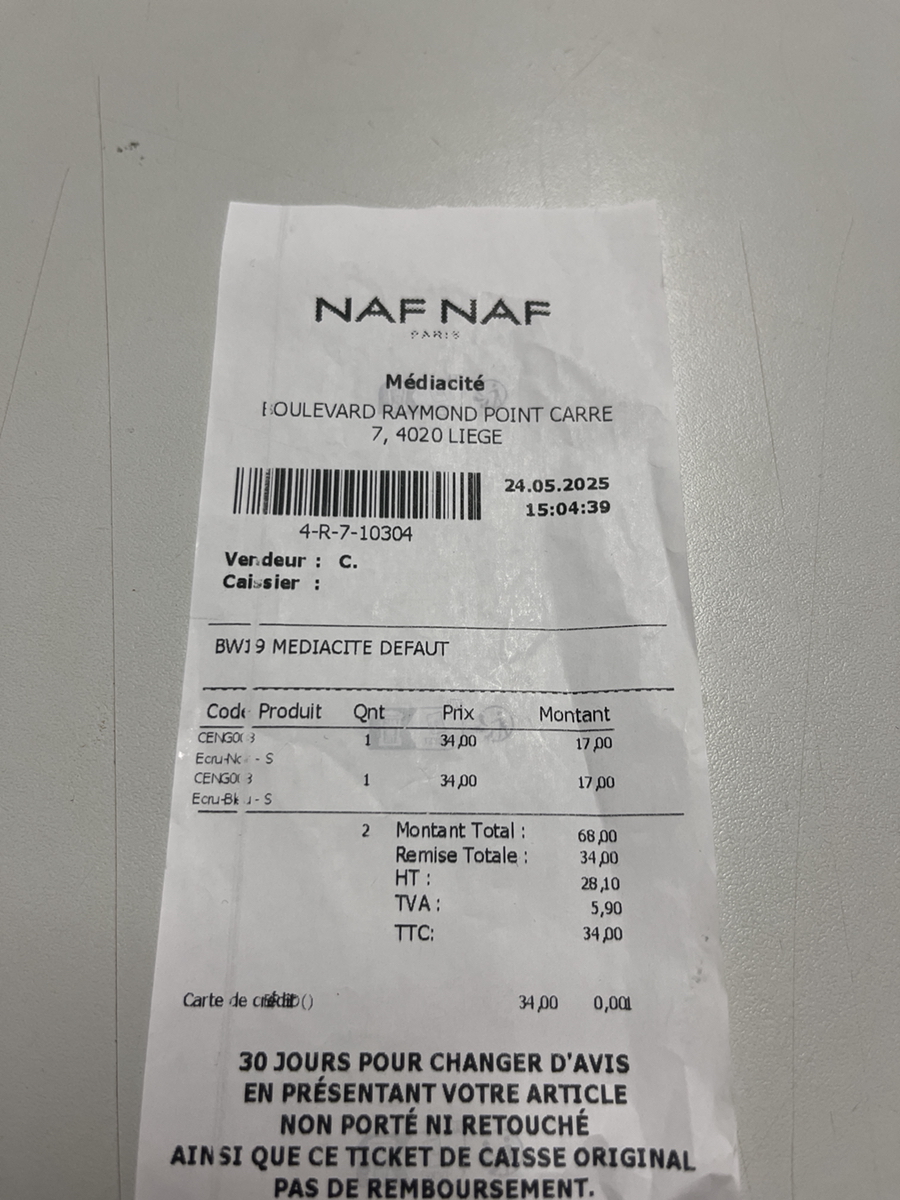 NAF NAF
PARIS
Médiacité
BOULEVARD RAYMOND POINT CARRE
7, 4020 LIEGE
24.05.2025
15:04:39
4-R-7-10304
Vendeur : C.
Caissier :
BW19 MEDIACITE DEFAUT
Code Produit Qnt Prix Montant
1 34,00 17,00
- S
1 34,00 17,00
- S
2 Montant Total : 68,00
Remise Totale : 34,00
HT : 28,10
TVA : 5,90
TTC: 34,00
Carte de crédit () 34,00 0,001
30 JOURS POUR CHANGER D'AVIS
EN PRÉSENTANT VOTRE ARTICLE
NON PORTÉ NI RETOUCHÉ
AINSI QUE CE TICKET DE CAISSE ORIGINAL
PAS DE REMBOURSEMENT.